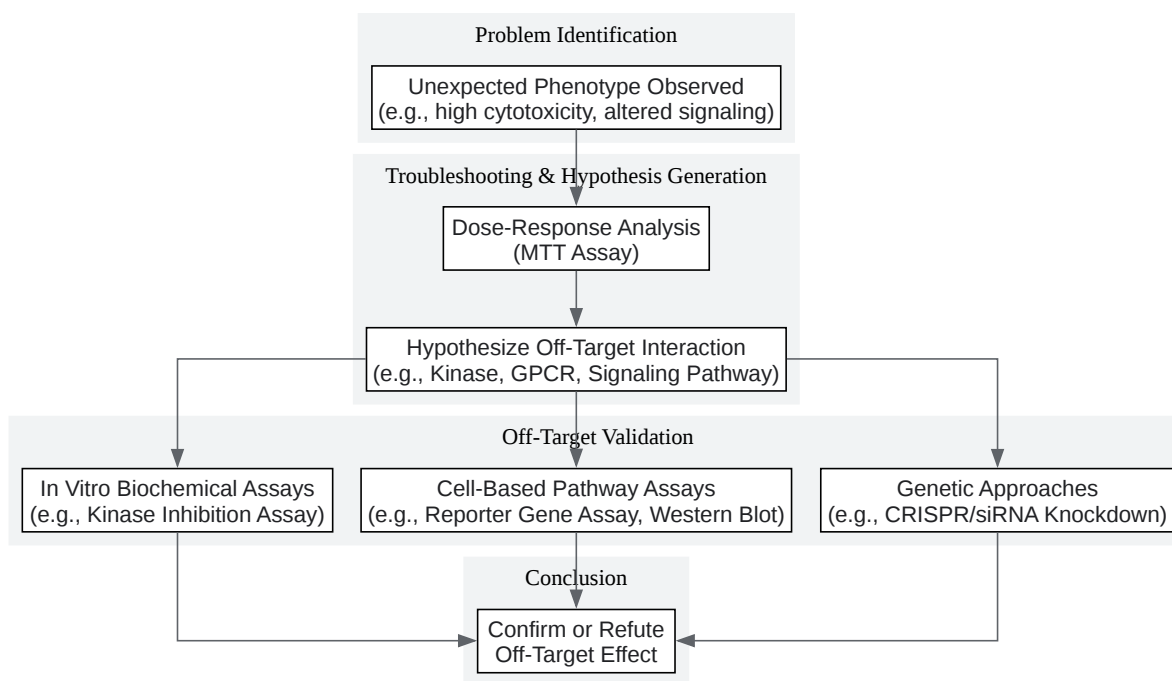 Problem Identification
Unexpected Phenotype Observed
(e.g., high cytotoxicity, altered signaling)
Troubleshooting & Hypothesis Generation
Dose-Response Analysis
(MTT Assay)
Hypothesize Off-Target Interaction
(e.g., Kinase, GPCR, Signaling Pathway)
Off-Target Validation
In Vitro Biochemical Assays
(e.g., Kinase Inhibition Assay)
Cell-Based Pathway Assays
(e.g., Reporter Gene Assay, Western Blot)
Genetic Approaches
(e.g., CRISPR/siRNA Knockdown)
Conclusion
Confirm or Refute
Off-Target Effect